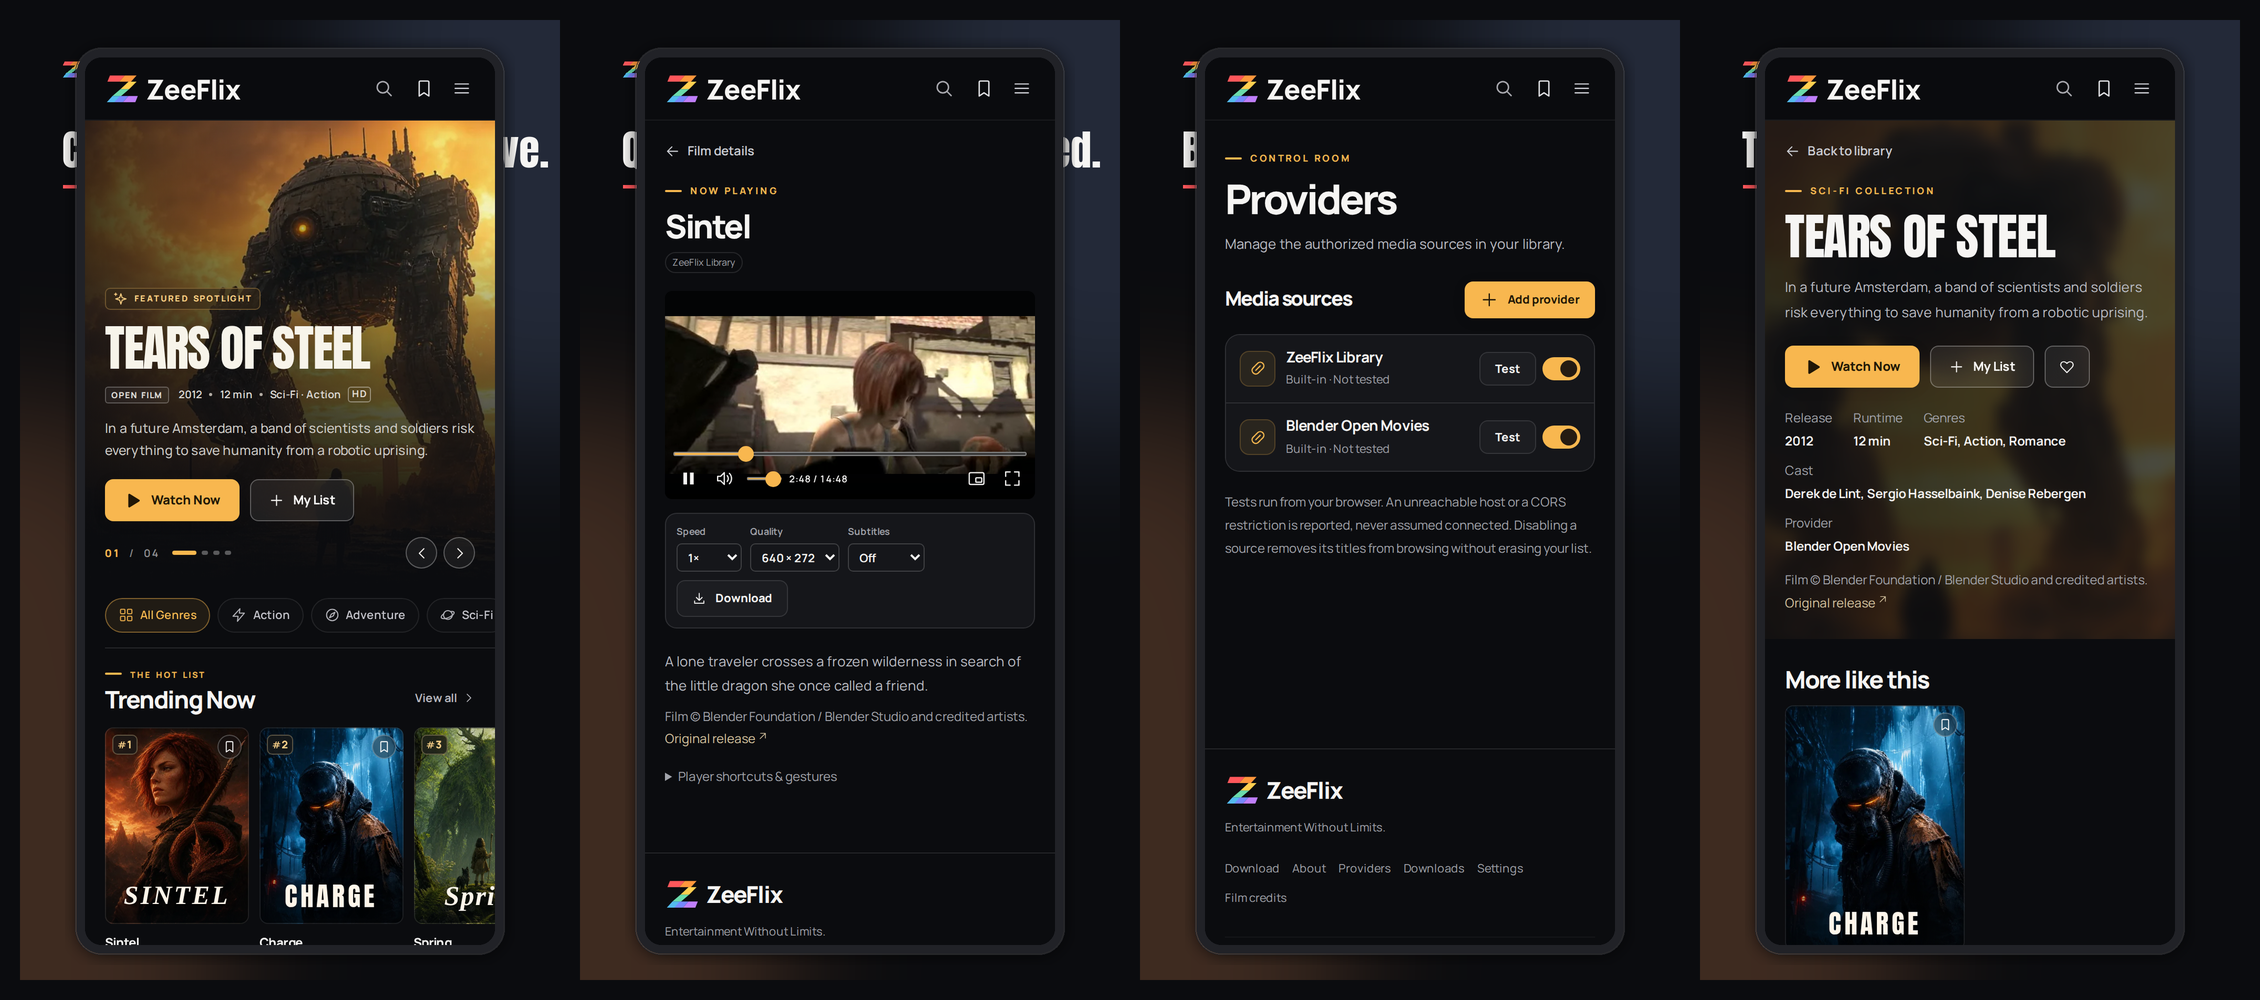 ZeeFlix
ve.
FEATURED SPOTLIGHT
TEARS OF STEEL
OPEN FILM 2012 • 12 min • Sci-Fi · Action HD
In a future Amsterdam, a band of scientists and soldiers risk
everything to save humanity from a robotic uprising.
Watch Now
My List
01 / 04
All Genres
Action
Adventure
Sci-Fi
THE HOT LIST
Trending Now
View all
#1
SINTEL
#2
CHARGE
#3
Spri
Sintel
Charge
Spring
ZeeFlix
ed.
Film details
NOW PLAYING
Sintel
ZeeFlix Library
2:48 / 14:48
Speed
Quality
Subtitles
1×
640 × 272
Off
Download
A lone traveler crosses a frozen wilderness in search of
the little dragon she once called a friend.
Film © Blender Foundation / Blender Studio and credited artists.
Original release ↗
Player shortcuts & gestures
ZeeFlix
Entertainment Without Limits.
ZeeFlix
CONTROL ROOM
Providers
Manage the authorized media sources in your library.
Media sources
Add provider
ZeeFlix Library
Built-in · Not tested
Test
Blender Open Movies
Built-in · Not tested
Test
Tests run from your browser. An unreachable host or a CORS
restriction is reported, never assumed connected. Disabling a
source removes its titles from browsing without erasing your list.
ZeeFlix
Entertainment Without Limits.
Download About Providers Downloads Settings
Film credits
ZeeFlix
Back to library
SCI-FI COLLECTION
TEARS OF STEEL
In a future Amsterdam, a band of scientists and soldiers
risk everything to save humanity from a robotic uprising.
Watch Now
My List
Release Runtime Genres
2012 12 min Sci-Fi, Action, Romance
Cast
Derek de Lint, Sergio Hasselbaink, Denise Rebergen
Provider
Blender Open Movies
Film © Blender Foundation / Blender Studio and credited artists.
Original release ↗
More like this
CHARGE